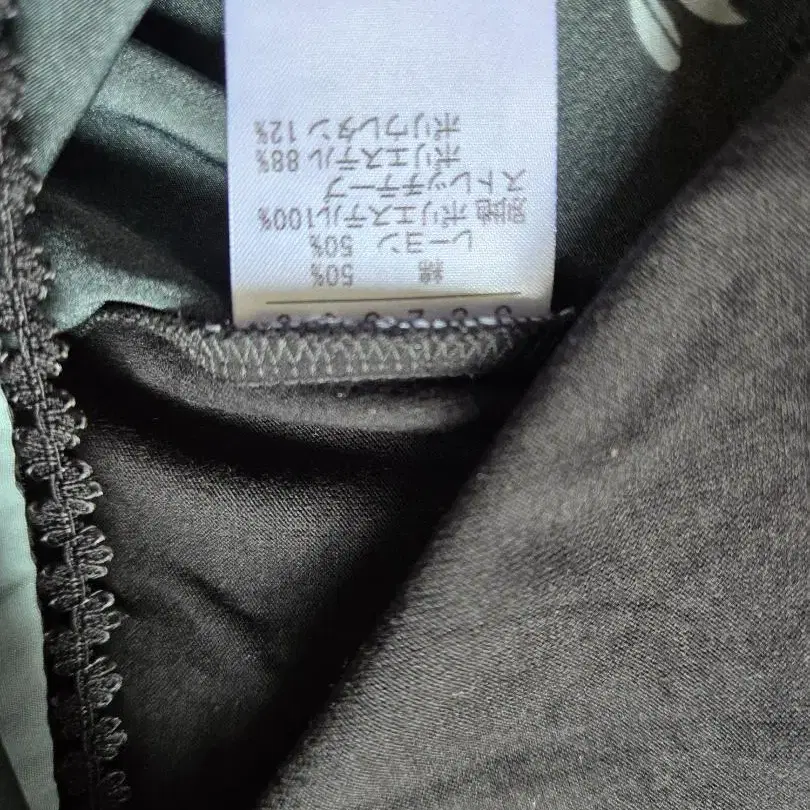 綿 50%
レーヨン 50%
別地 ポリエステル100%
ストレッチテープ
ポリエステル 88%
ポリウレタン 12%